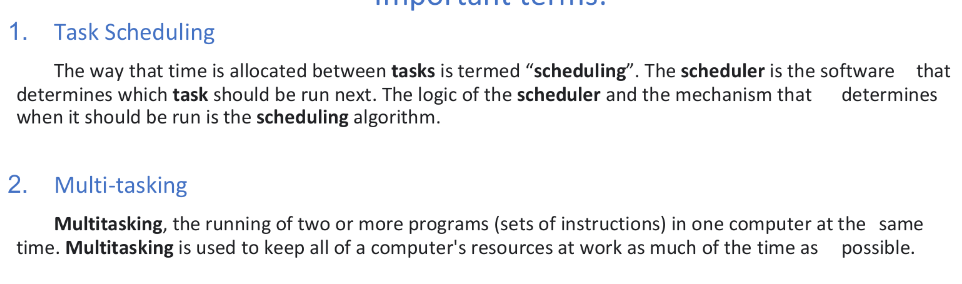 Important terms:
1. Task Scheduling
The way that time is allocated between tasks is termed “scheduling”. The scheduler is the software that
determines which task should be run next. The logic of the scheduler and the mechanism that determines
when it should be run is the scheduling algorithm.
2. Multi-tasking
Multitasking, the running of two or more programs (sets of instructions) in one computer at the same
time. Multitasking is used to keep all of a computer's resources at work as much of the time as possible.